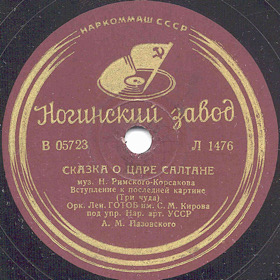 НАРКОММАШ СССР
Ногинский завод
В 05723 Л 1476
СКАЗКА О ЦАРЕ САЛТАНЕ
муз. Н. Римского-Корсакова
Вступление к последней картине
(Три чуда)
Орк. Лен. ГОТОБ им. С. М. Кирова
под упр. Нар. арт. УССР
А. М. Пазовского